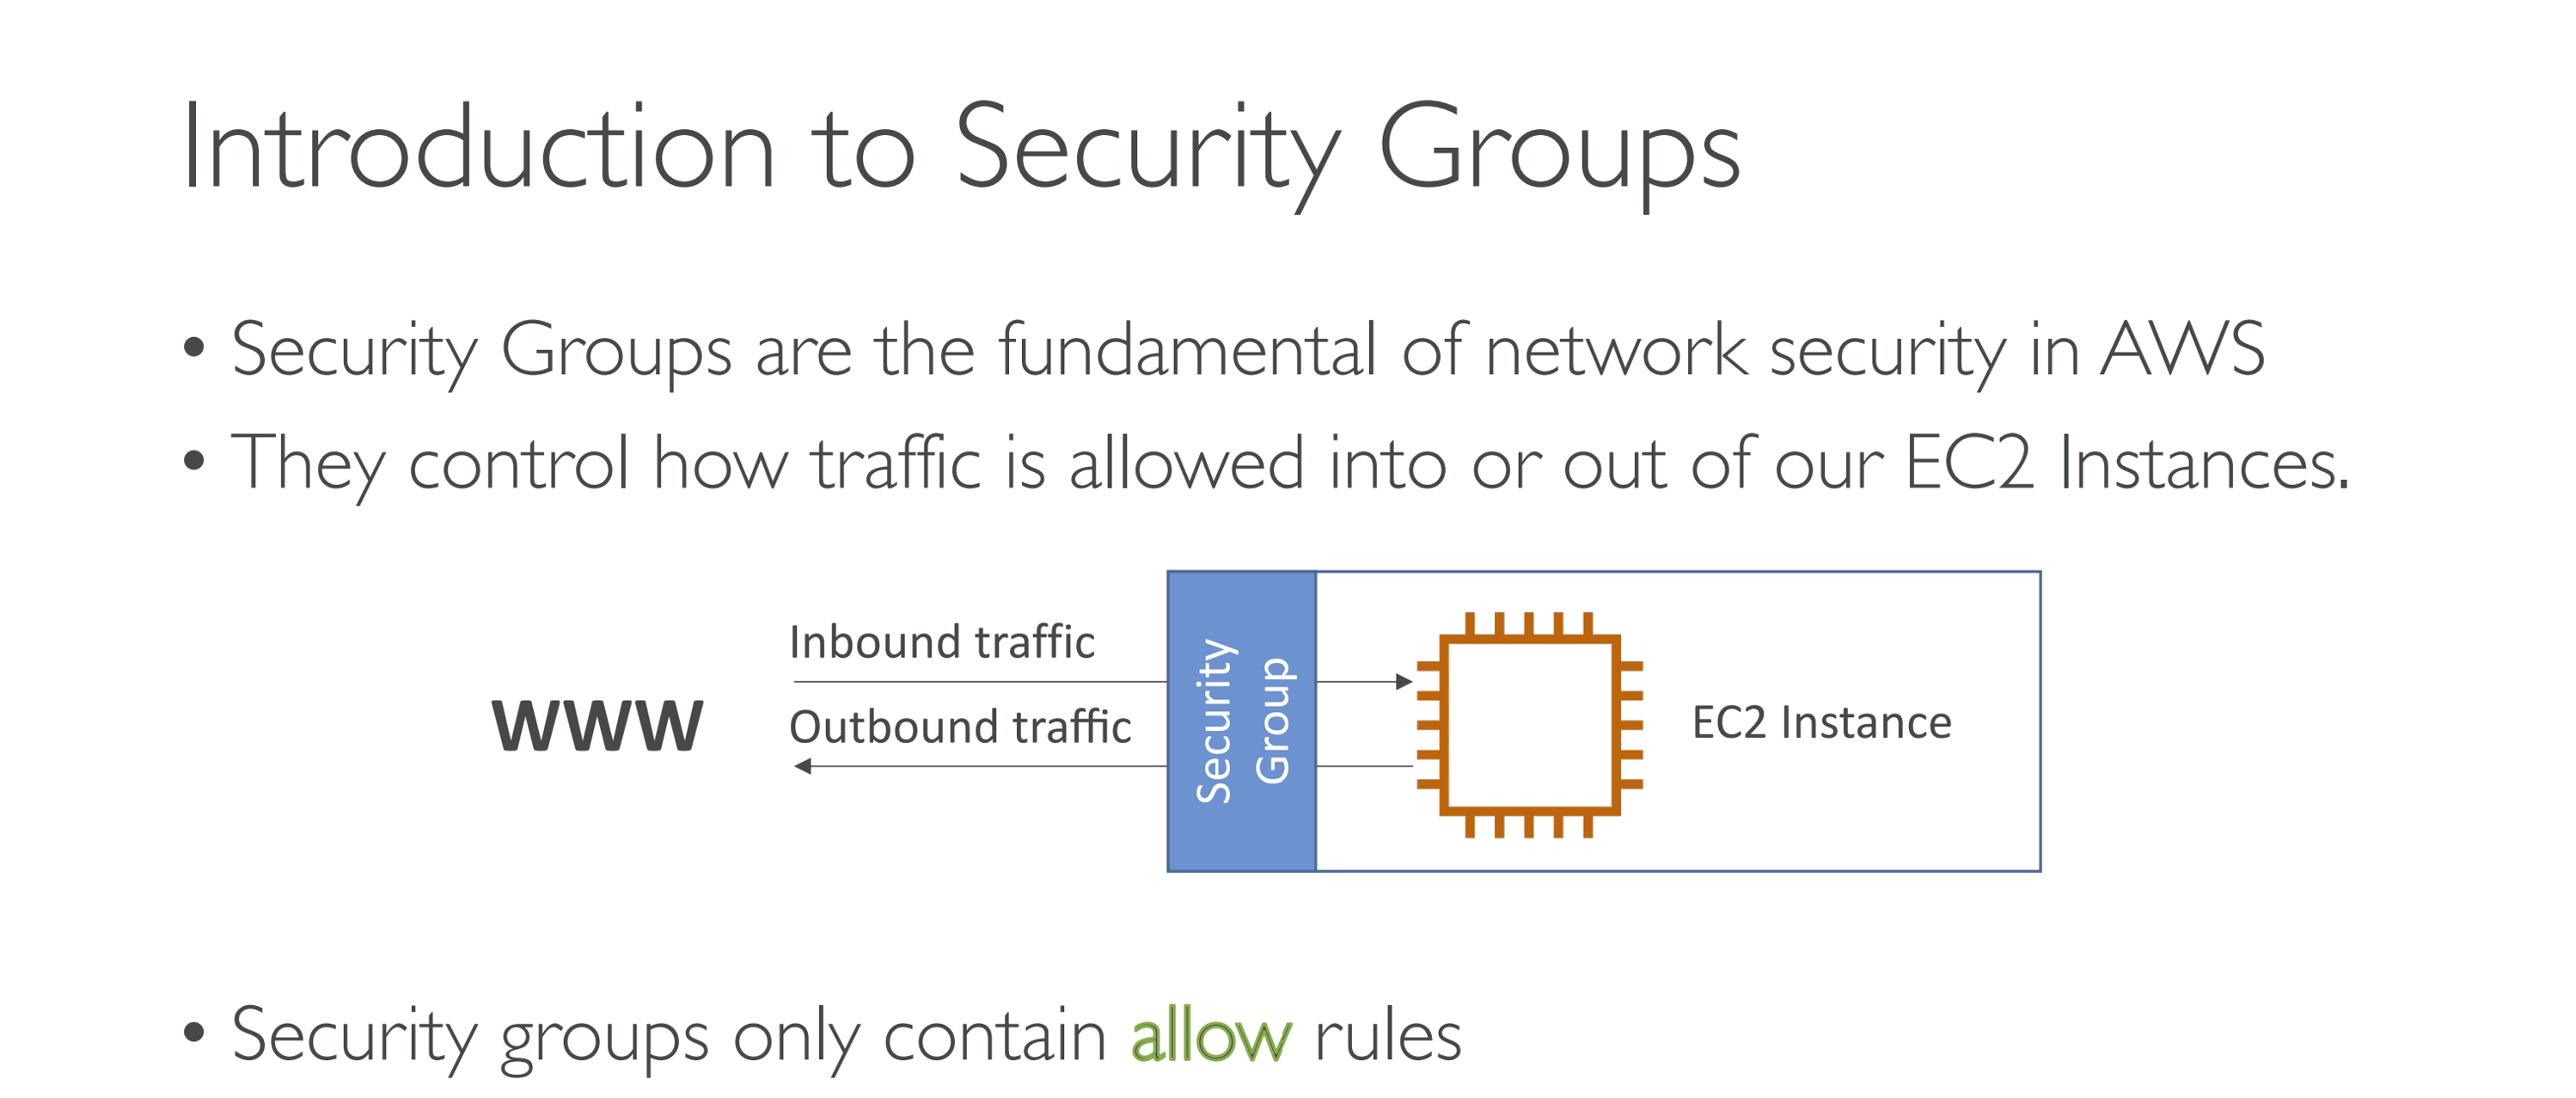 Introduction to Security Groups
• Security Groups are the fundamental of network security in AWS
• They control how traffic is allowed into or out of our EC2 Instances.
WWW
Inbound traffic
Outbound traffic
Security
Group
EC2 Instance
• Security groups only contain allow rules